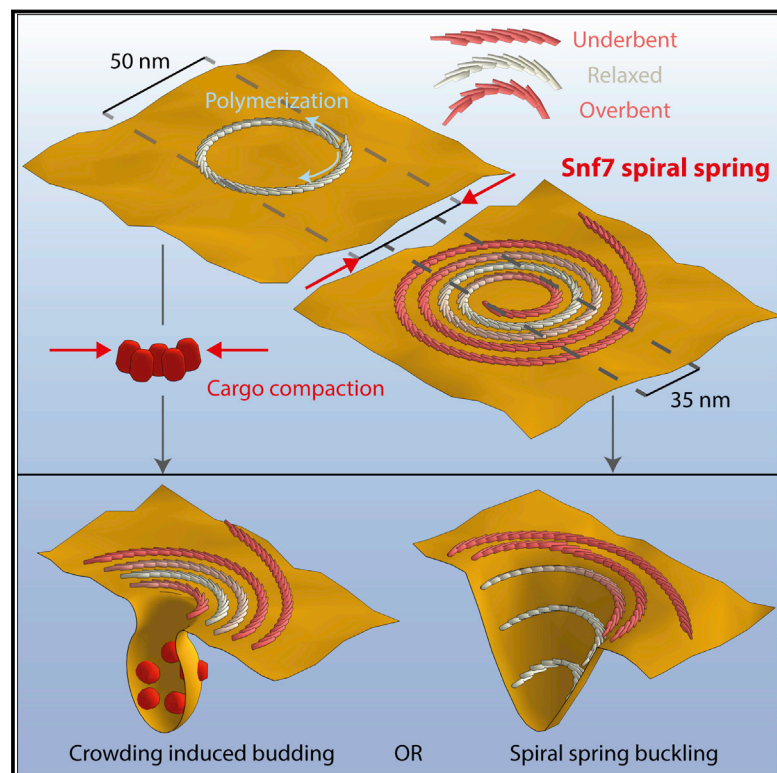 50 nm
Underbent
Relaxed
Overbent
Polymerization
Snf7 spiral spring
Cargo compaction
35 nm
Crowding induced budding OR Spiral spring buckling